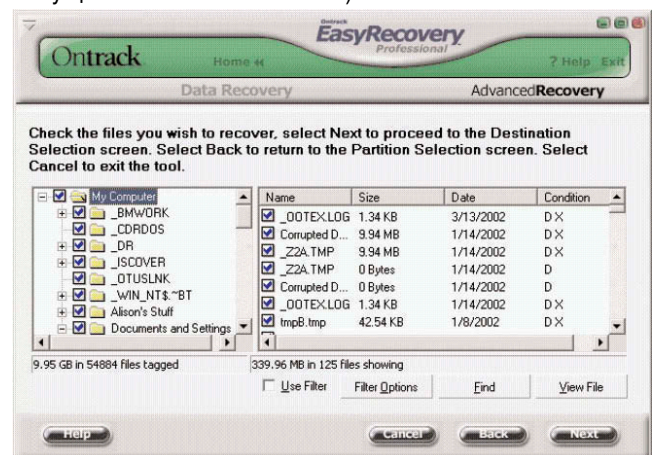 Ontrack
EasyRecovery
Professional
Ontrack
Home
? Help Exit
Data Recovery
AdvancedRecovery
Check the files you wish to recover, select Next to proceed to the Destination
Selection screen. Select Back to return to the Partition Selection screen. Select
Cancel to exit the tool.
My Computer
_BMWORK
_CDRDOS
_DR
_ISCOVER
_OTUSLNK
_WIN_NT$.~BT
Alison's Stuff
Documents and Settings
Name Size Date Condition
_OOTEX.LOG 1.34 KB 3/13/2002 D X
Corrupted D... 9.94 MB 1/14/2002 D X
_Z2A.TMP 9.94 MB 1/14/2002 D X
_Z2A.TMP 0 Bytes 1/14/2002 D
Corrupted D... 0 Bytes 1/14/2002 D
_OOTEX.LOG 1.34 KB 1/14/2002 D X
tmpB.tmp 42.54 KB 1/8/2002 D X
9.95 GB in 54884 files tagged
339.96 MB in 125 files showing
Use Filter Filter Options Find View File
Help Cancel Back Next